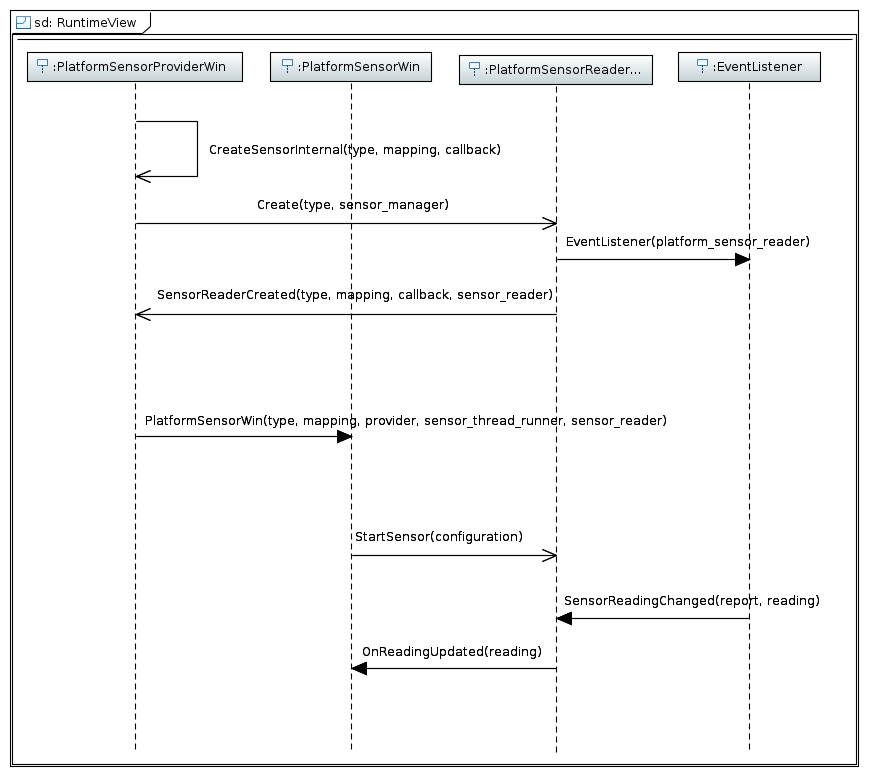 sd: RuntimeView
:PlatformSensorProviderWin
:PlatformSensorWin
:PlatformSensorReader...
:EventListener
CreateSensorInternal(type, mapping, callback)
Create(type, sensor_manager)
EventListener(platform_sensor_reader)
SensorReaderCreated(type, mapping, callback, sensor_reader)
PlatformSensorWin(type, mapping, provider, sensor_thread_runner, sensor_reader)
StartSensor(configuration)
SensorReadingChanged(report, reading)
OnReadingUpdated(reading)